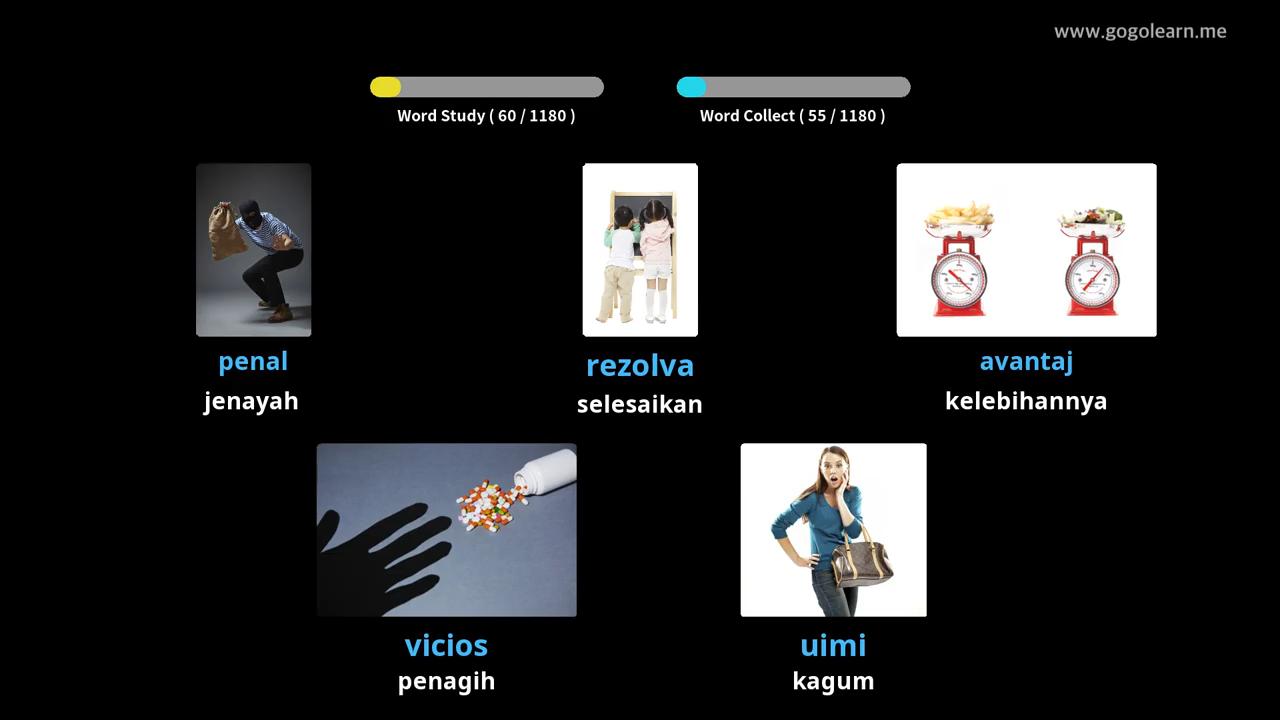 www.gogolearn.me
Word Study ( 60 / 1180 )
Word Collect ( 55 / 1180 )
penal
jenayah
rezolva
selesaikan
avantaj
kelebihannya
vicios
penagih
uimi
kagum